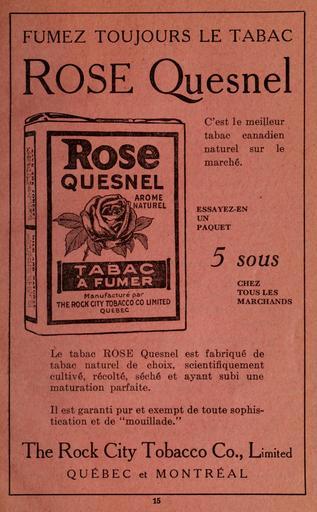 FUMEZ TOUJOURS LE TABAC
ROSE Quesnel
C'est le meilleur
tabac canadien
naturel sur le
marché.
Rose
QUESNEL
AROME
NATUREL
TABAC
À FUMER
Manufacturé par
THE ROCK CITY TOBACCO CO LIMITED
QUEBEC
ESSAYEZ-EN
UN
PAQUET
5 sous
CHEZ
TOUS LES
MARCHANDS
Le tabac ROSE Quesnel est fabriqué de
tabac naturel de choix, scientifiquement
cultivé, récolté, séché et ayant subi une
maturation parfaite.
Il est garanti pur et exempt de toute sophis-
tication et de "mouillade."
The Rock City Tobacco Co., Limited
QUÉBEC et MONTRÉAL
15